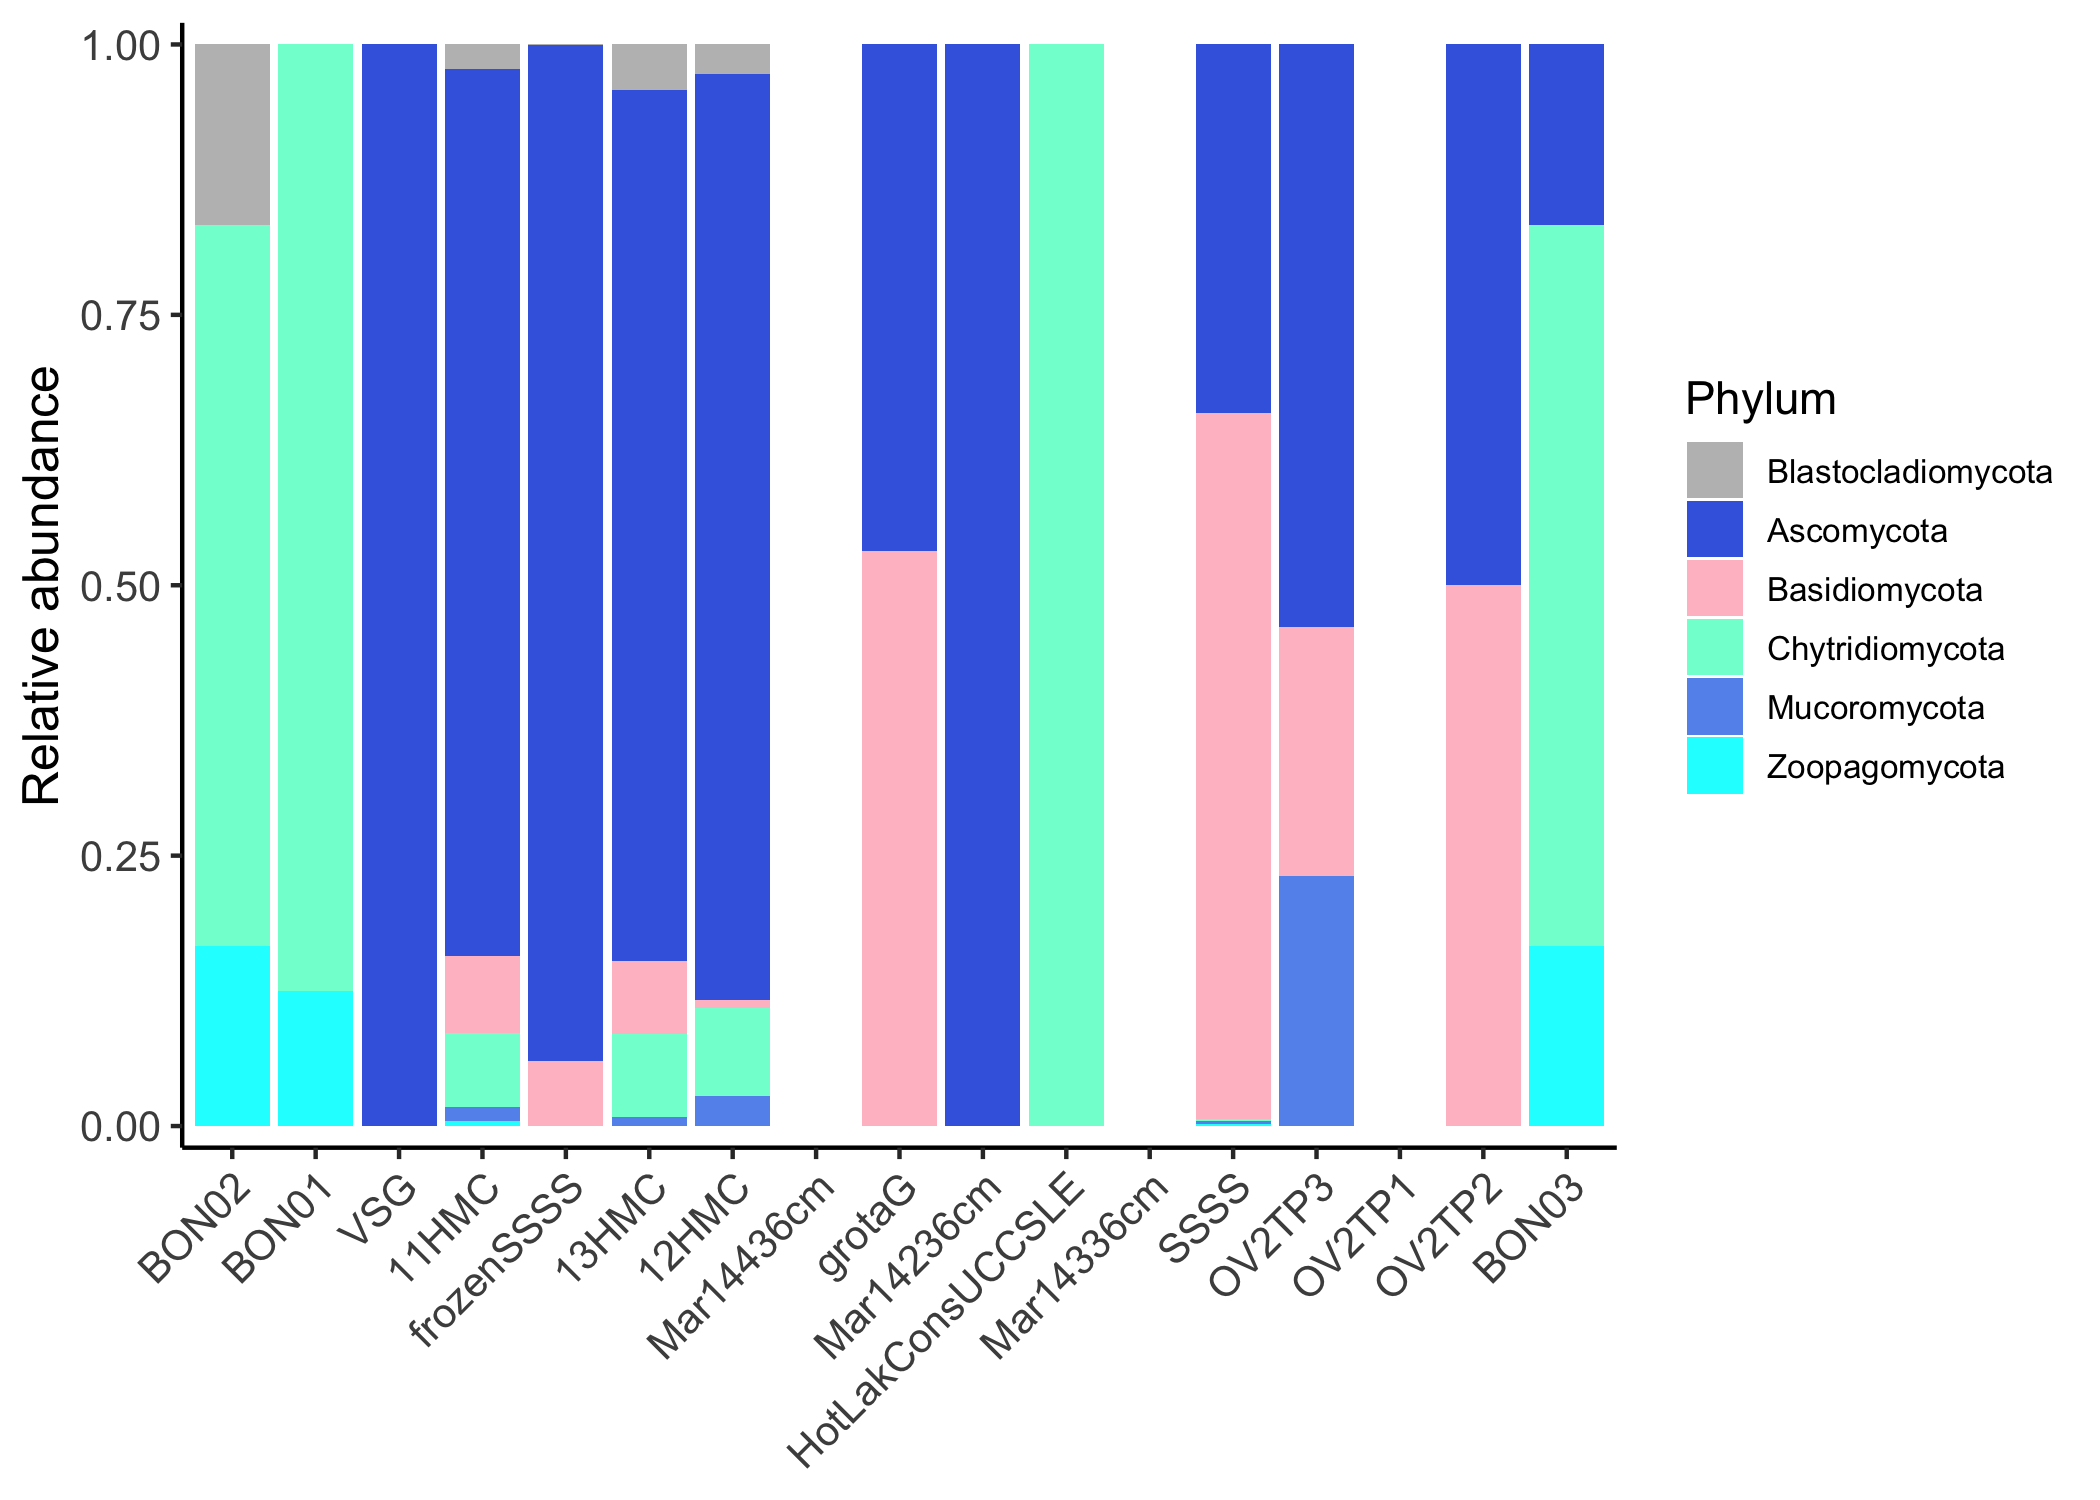 1.00
0.75
0.50
0.25
0.00
Relative abundance
BON02
BON01
VSG
11HMC
frozenSSSS
13HMC
12HMC
Mar14436cm
grotaG
Mar14236cm
HotLakConsUCCSLE
Mar14336cm
SSSS
OV2TP3
OV2TP1
OV2TP2
BON03
Phylum
Blastocladiomycota
Ascomycota
Basidiomycota
Chytridiomycota
Mucoromycota
Zoopagomycota